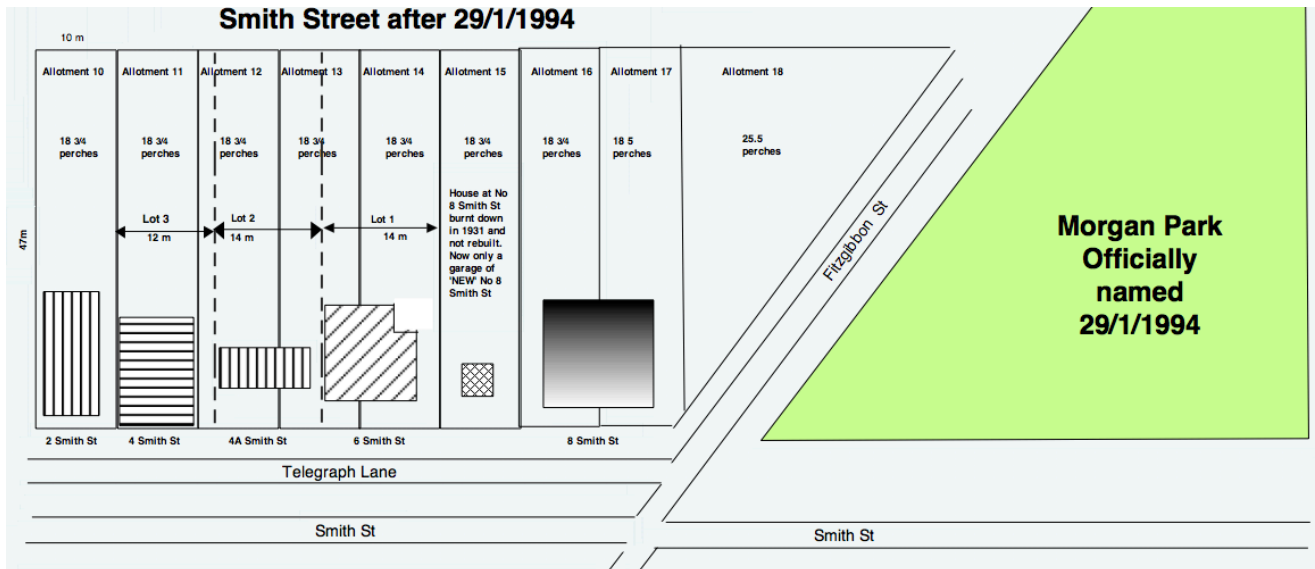 Smith Street after 29/1/1994
10 m
Allotment 10
Allotment 11
Allotment 12
Allotment 13
Allotment 14
Allotment 15
Allotment 16
Allotment 17
Allotment 18
18 3/4
perches
18 3/4
perches
18 3/4
perches
18 3/4
perches
18 3/4
perches
18 3/4
perches
18 3/4
perches
18 5
perches
25.5
perches
House at No
8 Smith St
burnt down
in 1931 and
not rebuilt.
Now only a
garage of
'NEW' No 8
Smith St
Lot 3
12 m
Lot 2
14 m
Lot 1
14 m
47m
Fitzgibbon St
Morgan Park
Officially
named
29/1/1994
2 Smith St
4 Smith St
4A Smith St
6 Smith St
8 Smith St
Telegraph Lane
Smith St
Smith St